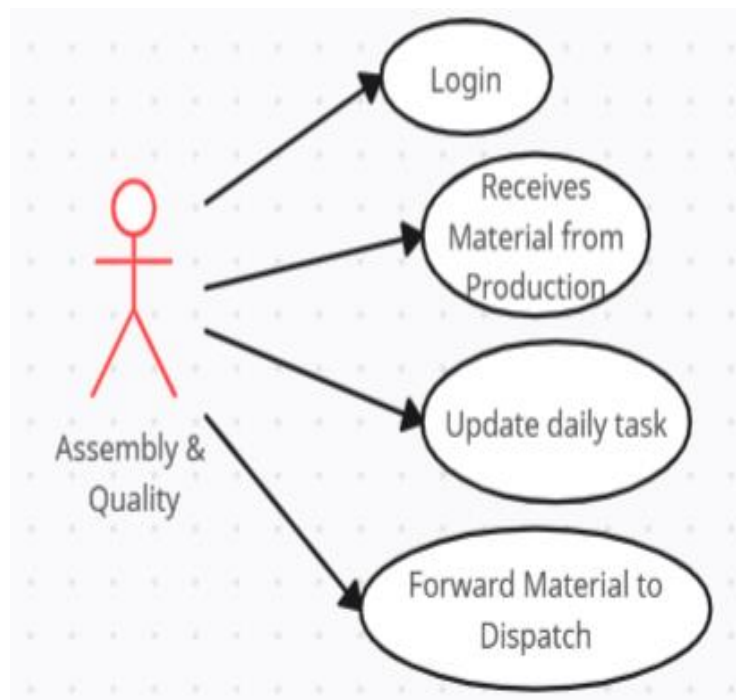 Login
Receives
Material from
Production
Update daily task
Assembly &
Quality
Forward Material to
Dispatch